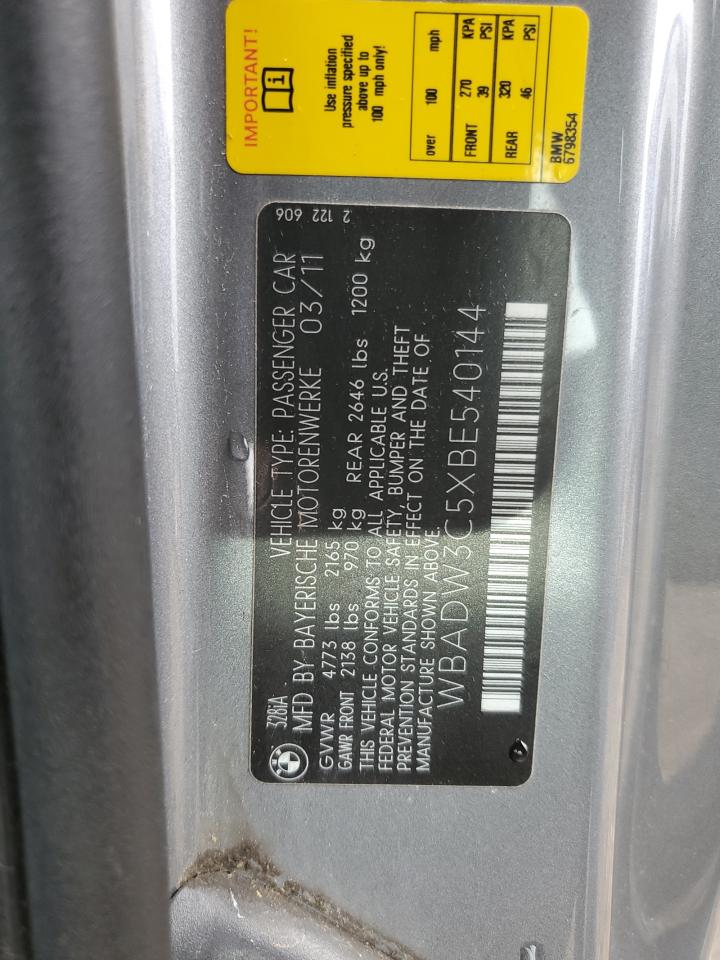 IMPORTANT!
i
Use inflation
pressure specified
above up to
100 mph only!
over 100 mph
KPA
PSI
FRONT 270
39
KPA
PSI
REAR 320
46
BMW
6798354
2 122 606
BMW
328iA VEHICLE TYPE: PASSENGER CAR
MFD BY BAYERISCHE MOTORENWERKE 03/11
GVWR 4773 lbs 2165 kg
GAWR FRONT 2138 lbs 970 kg REAR 2646 lbs 1200 kg
THIS VEHICLE CONFORMS TO ALL APPLICABLE U.S.
FEDERAL MOTOR VEHICLE SAFETY, BUMPER AND THEFT
PREVENTION STANDARDS IN EFFECT ON THE DATE OF
MANUFACTURE SHOWN ABOVE.
WBADW3C5XBE540144